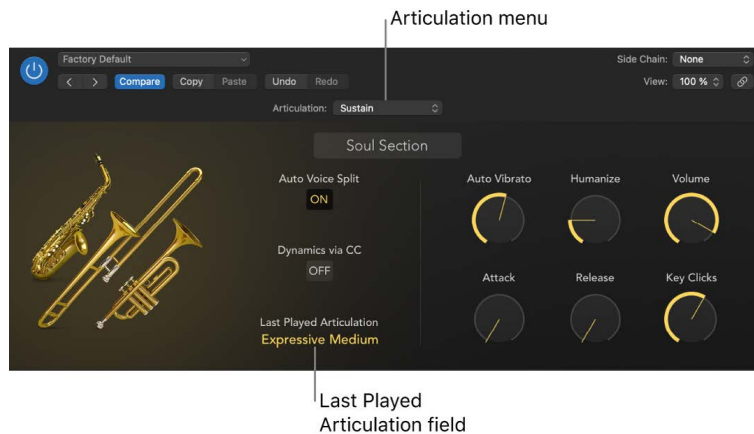 Articulation menu
Factory Default
Side Chain: None
Compare Copy Paste Undo Redo
View: 100 %
Articulation: Sustain
Soul Section
Auto Voice Split
ON
Auto Vibrato Humanize Volume
Dynamics via CC
OFF
Attack Release Key Clicks
Last Played Articulation
Expressive Medium
Last Played
Articulation field